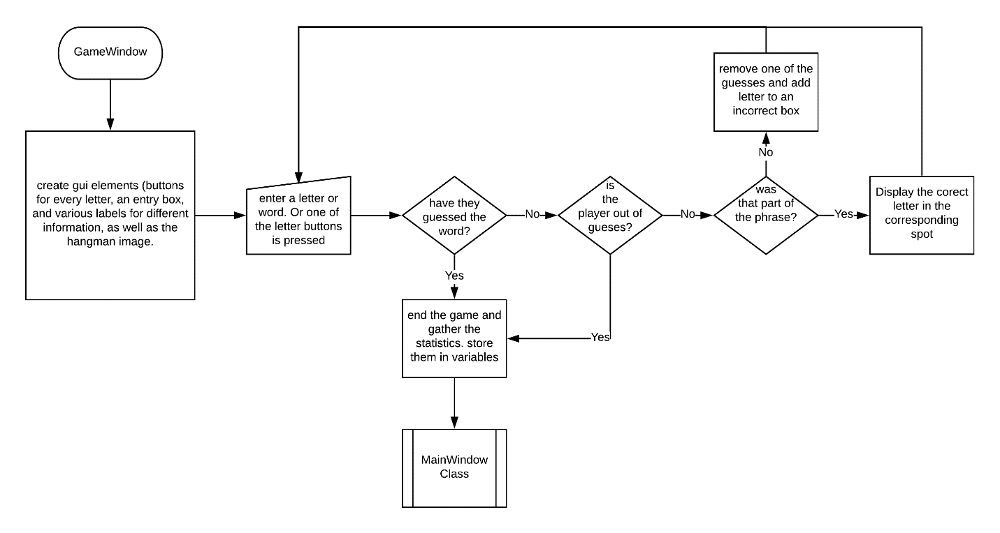 GameWindow
create gui elements (buttons
for every letter, an entry box,
and various labels for different
information, as well as the
hangman image.
enter a letter or
word. Or one of
the letter buttons
is pressed
have they
guessed the
word?
No
is
the
player out of
gueses?
No
was
that part of
the phrase?
No
remove one of the
guesses and add
letter to an
incorrect box
Yes
Display the corect
letter in the
corresponding
spot
Yes
Yes
end the game and
gather the
statistics. store
them in variables
MainWindow
Class